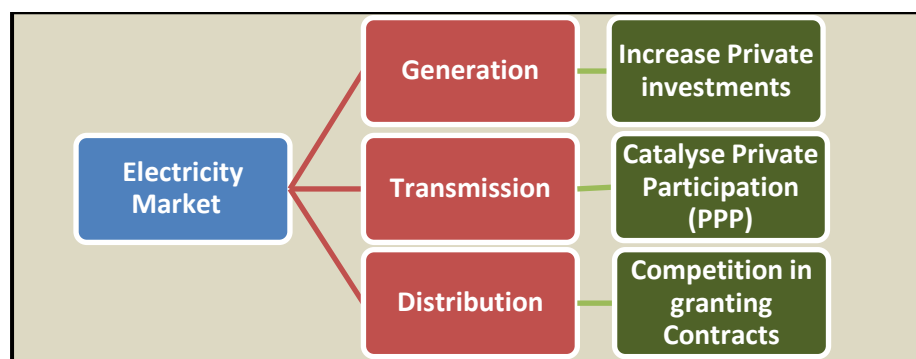 Electricity
Market
Generation
Increase Private
investments
Transmission
Catalyse Private
Participation
(PPP)
Distribution
Competition in
granting
Contracts